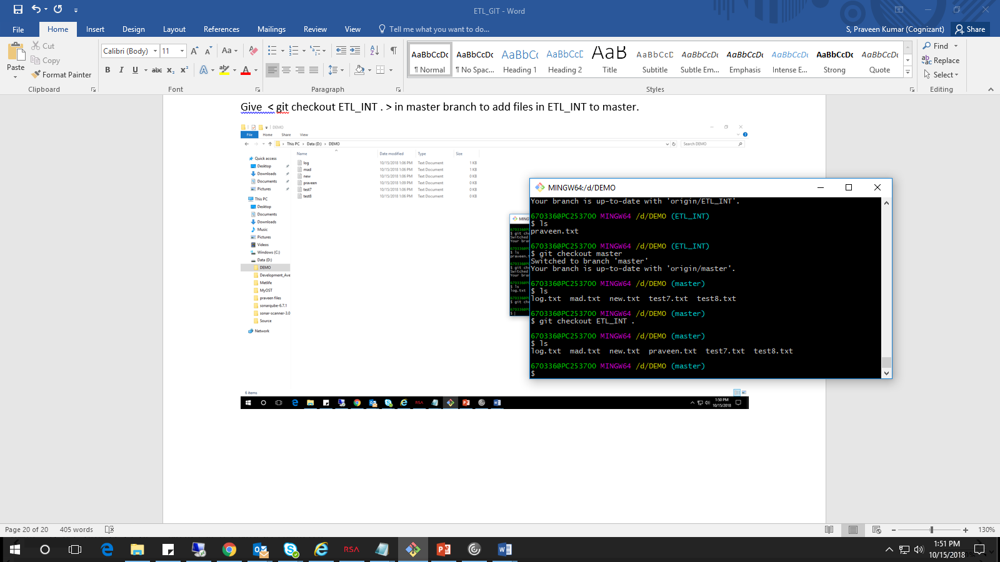 ETL_GIT - Word
File Home Insert Design Layout References Mailings Review View Tell me what you want to do... S, Praveen Kumar (Cognizant) Share
Paste
Cut
Copy
Format Painter
Clipboard
Calibri (Body) 11
Aa
B I U abc x₂ x²
A A
Font
Paragraph
AaBbCcDc AaBbCcDc AaBbCc AaBbCcD AaB AaBbCcD AaBbCcDc AaBbCcDc AaBbCcDc AaBbCcDc AaBbCcDc
¶ Normal ¶ No Spac... Heading 1 Heading 2 Title Subtitle Subtle Em... Emphasis Intense E... Strong Quote
Styles
Find
Replace
Select
Editing
Give < git checkout ETL_INT . > in master branch to add files in ETL_INT to master.
DEMO
File Home Share View
This PC › Data (D:) › DEMO
Search DEMO
Name Date modified Type Size
log 10/15/2018 1:06 PM Text Document 1 KB
mad 10/15/2018 1:06 PM Text Document 1 KB
new 10/15/2018 1:06 PM Text Document 0 KB
praveen 10/15/2018 1:09 PM Text Document 0 KB
test7 10/15/2018 1:06 PM Text Document 0 KB
test8 10/15/2018 1:06 PM Text Document 0 KB
Quick access
Desktop
Downloads
Documents
Pictures
This PC
Desktop
Documents
Downloads
Music
Pictures
Videos
Windows (C:)
Data (D:)
DEMO
Development_Ave
Metlife
MyOST
praveen files
sonarqube-6.7.1
sonar-scanner-3.0
Source
Network
6 items
1:50 PM
10/15/2018
MINGW64:/d/DEMO
Your branch is up-to-date with 'origin/ETL_INT'.
670336@PC253700 MINGW64 /d/DEMO (ETL_INT)
$ ls
praveen.txt
670336@PC253700 MINGW64 /d/DEMO (ETL_INT)
$ git checkout master
Switched to branch 'master'
Your branch is up-to-date with 'origin/master'.
670336@PC253700 MINGW64 /d/DEMO (master)
$ ls
log.txt mad.txt new.txt test7.txt test8.txt
670336@PC253700 MINGW64 /d/DEMO (master)
$ git checkout ETL_INT .
670336@PC253700 MINGW64 /d/DEMO (master)
$ ls
log.txt mad.txt new.txt praveen.txt test7.txt test8.txt
670336@PC253700 MINGW64 /d/DEMO (master)
$
Page 20 of 20 405 words
130%
RSA
1:51 PM
10/15/2018